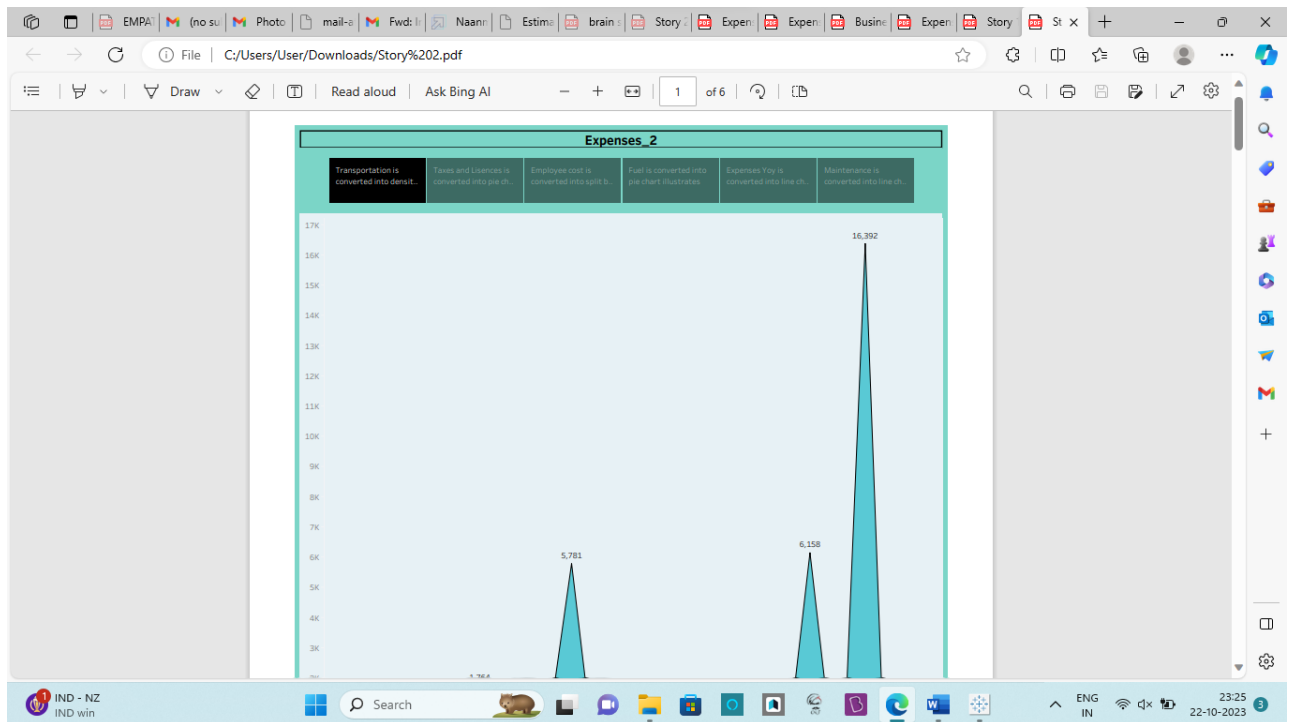 EMPAT
(no su
Photo
mail-a
Fwd: I
Naann
Estima
brain s
Story 2
Expen
Expen
Busine
Expen
Story
St
File
C:/Users/User/Downloads/Story%202.pdf
Draw
Read aloud
Ask Bing AI
1
of 6
Expenses_2
Transportation is
converted into densit..
Taxes and Lisences is
converted into pie ch..
Employee cost is
converted into split b..
Fuel is converted into
pie chart illustrates
Expenses Yoy is
converted into line ch..
Maintenance is
converted into line ch..
17K
16,392
16K
15K
14K
13K
12K
11K
10K
9K
8K
7K
6,158
6K
5,781
5K
4K
3K
1,764
1
IND - NZ
IND win
Search
ENG
IN
23:25
22-10-2023
3